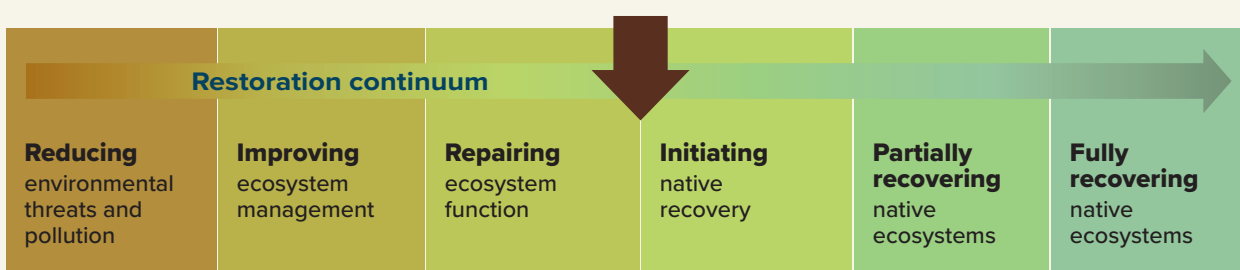 Restoration continuum
Reducing
environmental
threats and
pollution
Improving
ecosystem
management
Repairing
ecosystem
function
Initiating
native
recovery
Partially
recovering
native
ecosystems
Fully
recovering
native
ecosystems